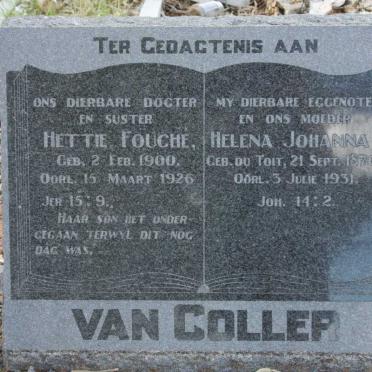 TER GEDAGTENIS AAN
ONS DIERBARE DOGTER
EN SUSTER
HETTIE FOUCHE,
GEB. 2 FEB. 1900.
OORL. 15 MAART 1926
JER 15:9.,
HAAR SON HET ONDER-
GEGAAN TERWYL DIT NOG
DAG WAS.—
MY DIERBARE EGGENOTE
EN ONS MOEDER
HELENA JOHANNA
GEB. DU TOIT, 21 SEPT.
OORL. 3 JULIE 1931.
JOH. 14:2.
VAN COLLER